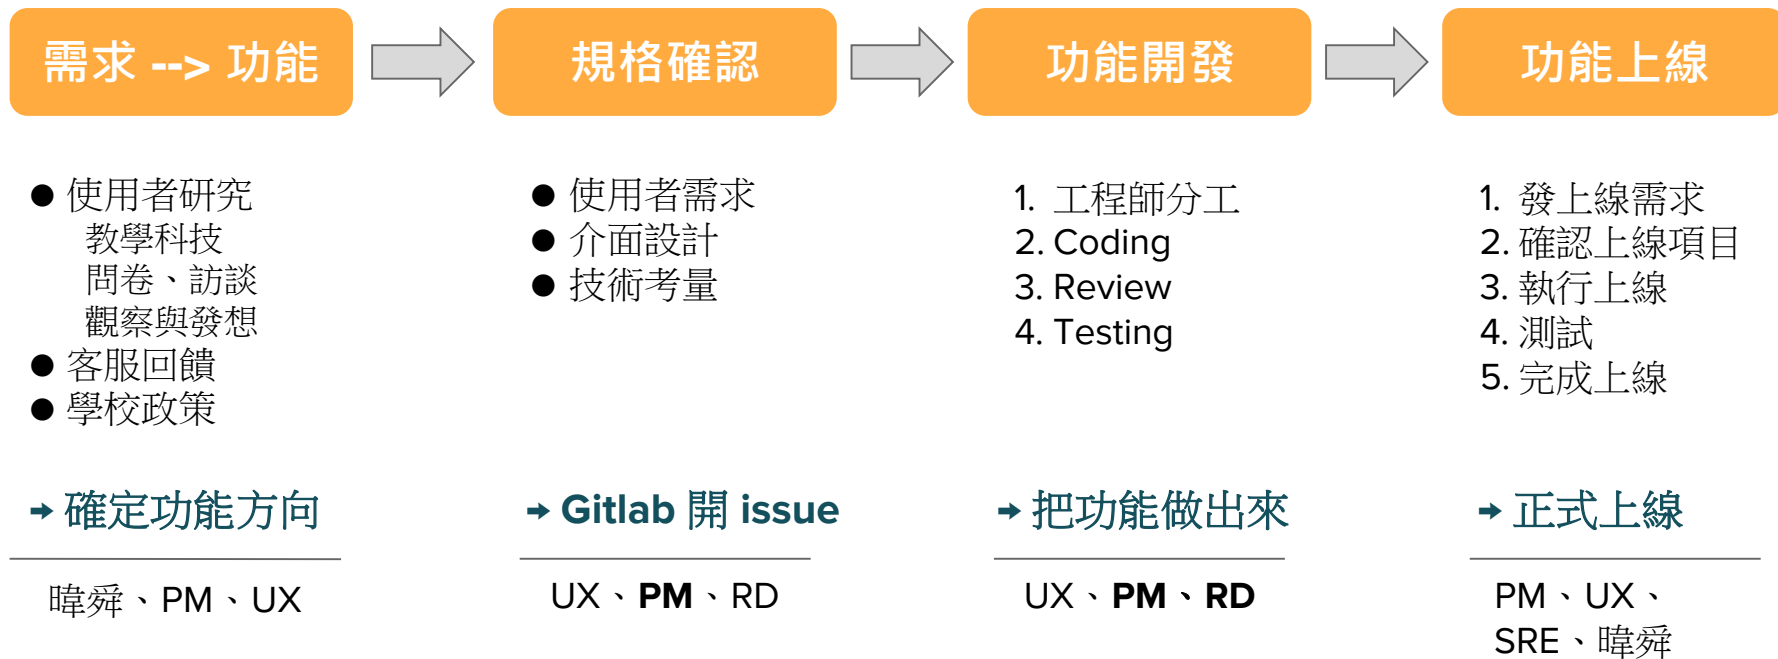 需求 --> 功能
規格確認
功能開發
功能上線
● 使用者研究
教學科技
問卷、訪談
觀察與發想
● 客服回饋
● 學校政策
➜ 確定功能方向
暐舜、PM、UX
● 使用者需求
● 介面設計
● 技術考量
➜ Gitlab 開 issue
UX、PM、RD
1. 工程師分工
2. Coding
3. Review
4. Testing
➜ 把功能做出來
UX、PM、RD
1. 發上線需求
2. 確認上線項目
3. 執行上線
4. 測試
5. 完成上線
➜ 正式上線
PM、UX、
SRE、暐舜